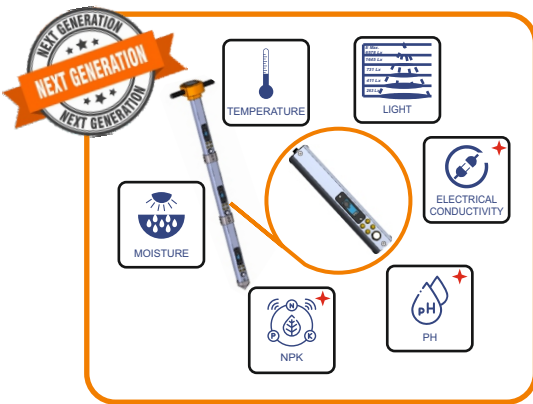 NEXT GENERATION
NEXT GENERATION
NEXT GENERATION
TEMPERATURE
LIGHT
ELECTRICAL
CONDUCTIVITY
MOISTURE
N
P
K
NPK
pH
PH